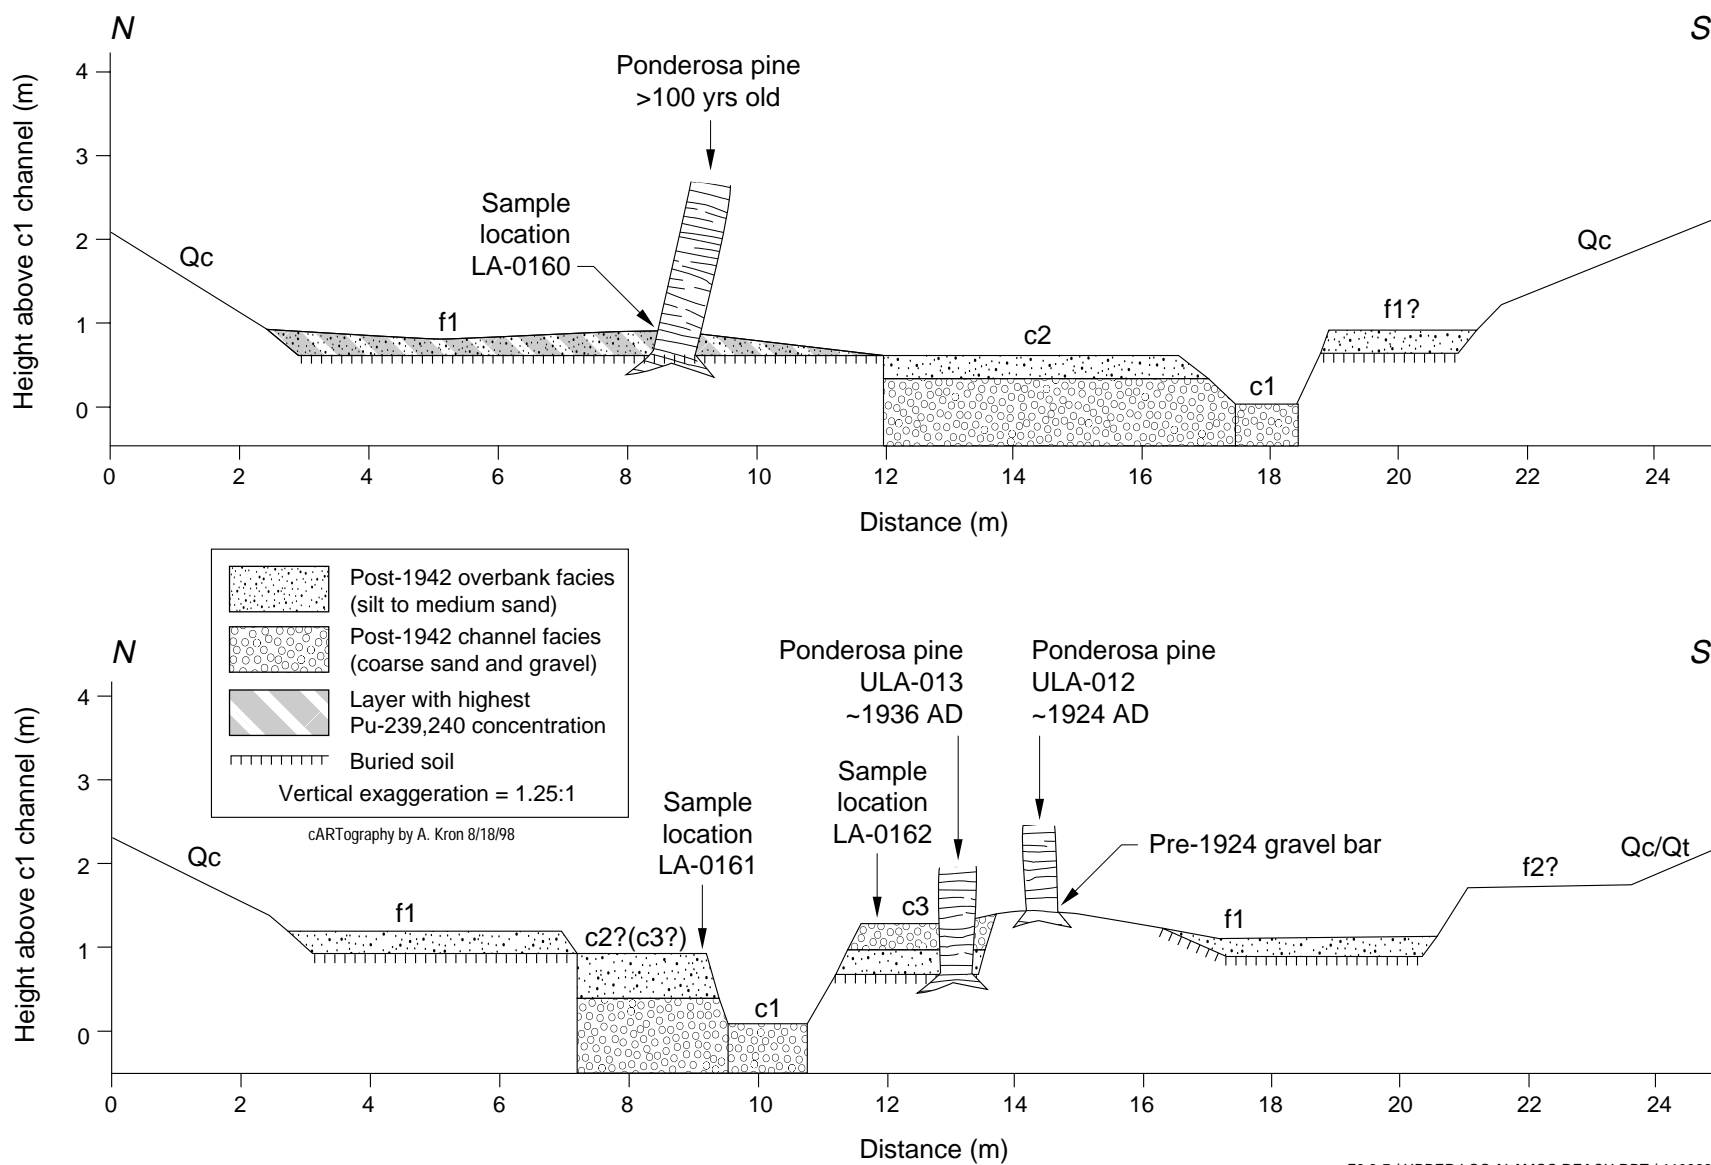 N
S
Height above c1 channel (m)
4
3
2
1
0
Ponderosa pine
>100 yrs old
Sample
location
LA-0160
Qc
f1
c2
c1
f1?
Qc
0 2 4 6 8 10 12 14 16 18 20 22 24
Distance (m)
Post-1942 overbank facies
(silt to medium sand)
Post-1942 channel facies
(coarse sand and gravel)
Layer with highest
Pu-239,240 concentration
Buried soil
Vertical exaggeration = 1.25:1
cARTography by A. Kron 8/18/98
N
S
Height above c1 channel (m)
4
3
2
1
0
Ponderosa pine
ULA-013
~1936 AD
Ponderosa pine
ULA-012
~1924 AD
Sample
location
LA-0161
Sample
location
LA-0162
Pre-1924 gravel bar
Qc
f1
c2?(c3?)
c1
c3
f1
f2?
Qc/Qt
0 2 4 6 8 10 12 14 16 18 20 22 24
Distance (m)